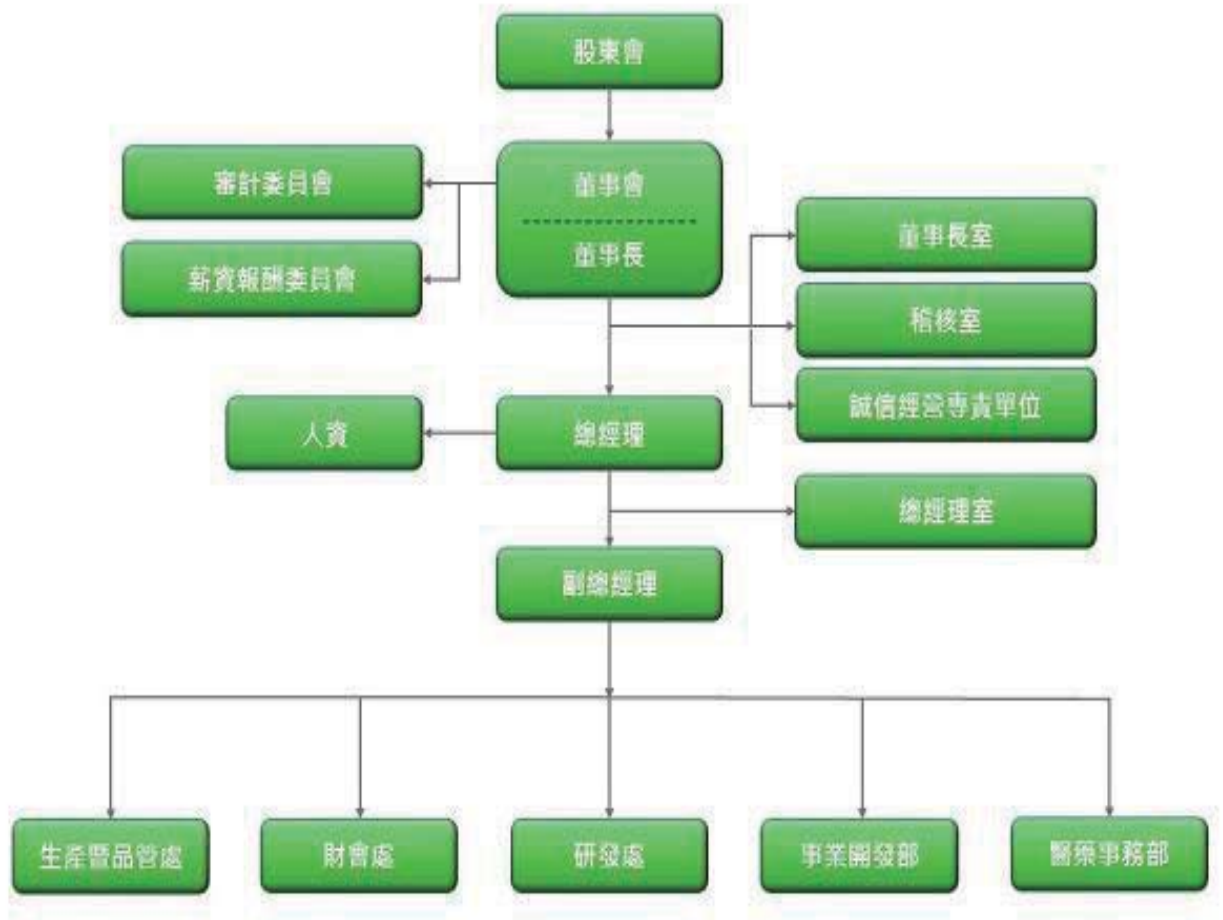 股東會
董事會
董事長
審計委員會
薪資報酬委員會
董事長室
稽核室
誠信經營專責單位
人資
總經理
總經理室
副總經理
生產暨品管處
財會處
研發處
事業開發部
醫藥事務部